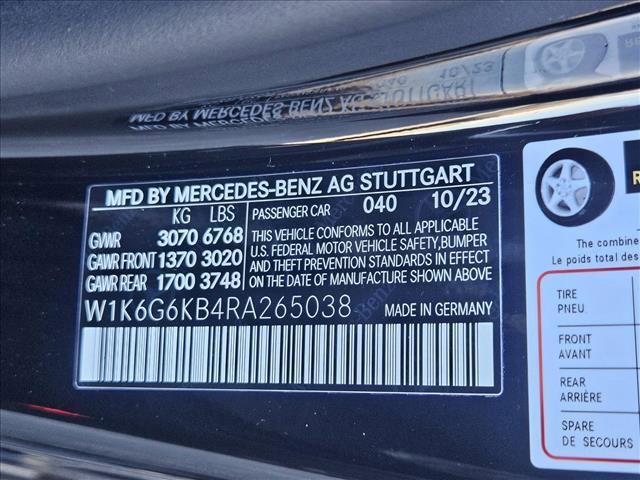 MFD BY MERCEDES-BENZ AG STUTTGART
KG LBS
GVWR 3070 6768
GAWR FRONT 1370 3020
GAWR REAR 1700 3748
PASSENGER CAR 040 10/23
THIS VEHICLE CONFORMS TO ALL APPLICABLE
U.S. FEDERAL MOTOR VEHICLE SAFETY, BUMPER
AND THEFT PREVENTION STANDARDS IN EFFECT
ON THE DATE OF MANUFACTURE SHOWN ABOVE
W1K6G6KB4RA265038 MADE IN GERMANY
The combine
Le poids total des
TIRE
PNEU
FRONT
AVANT
REAR
ARRIÈRE
SPARE
DE SECOURS